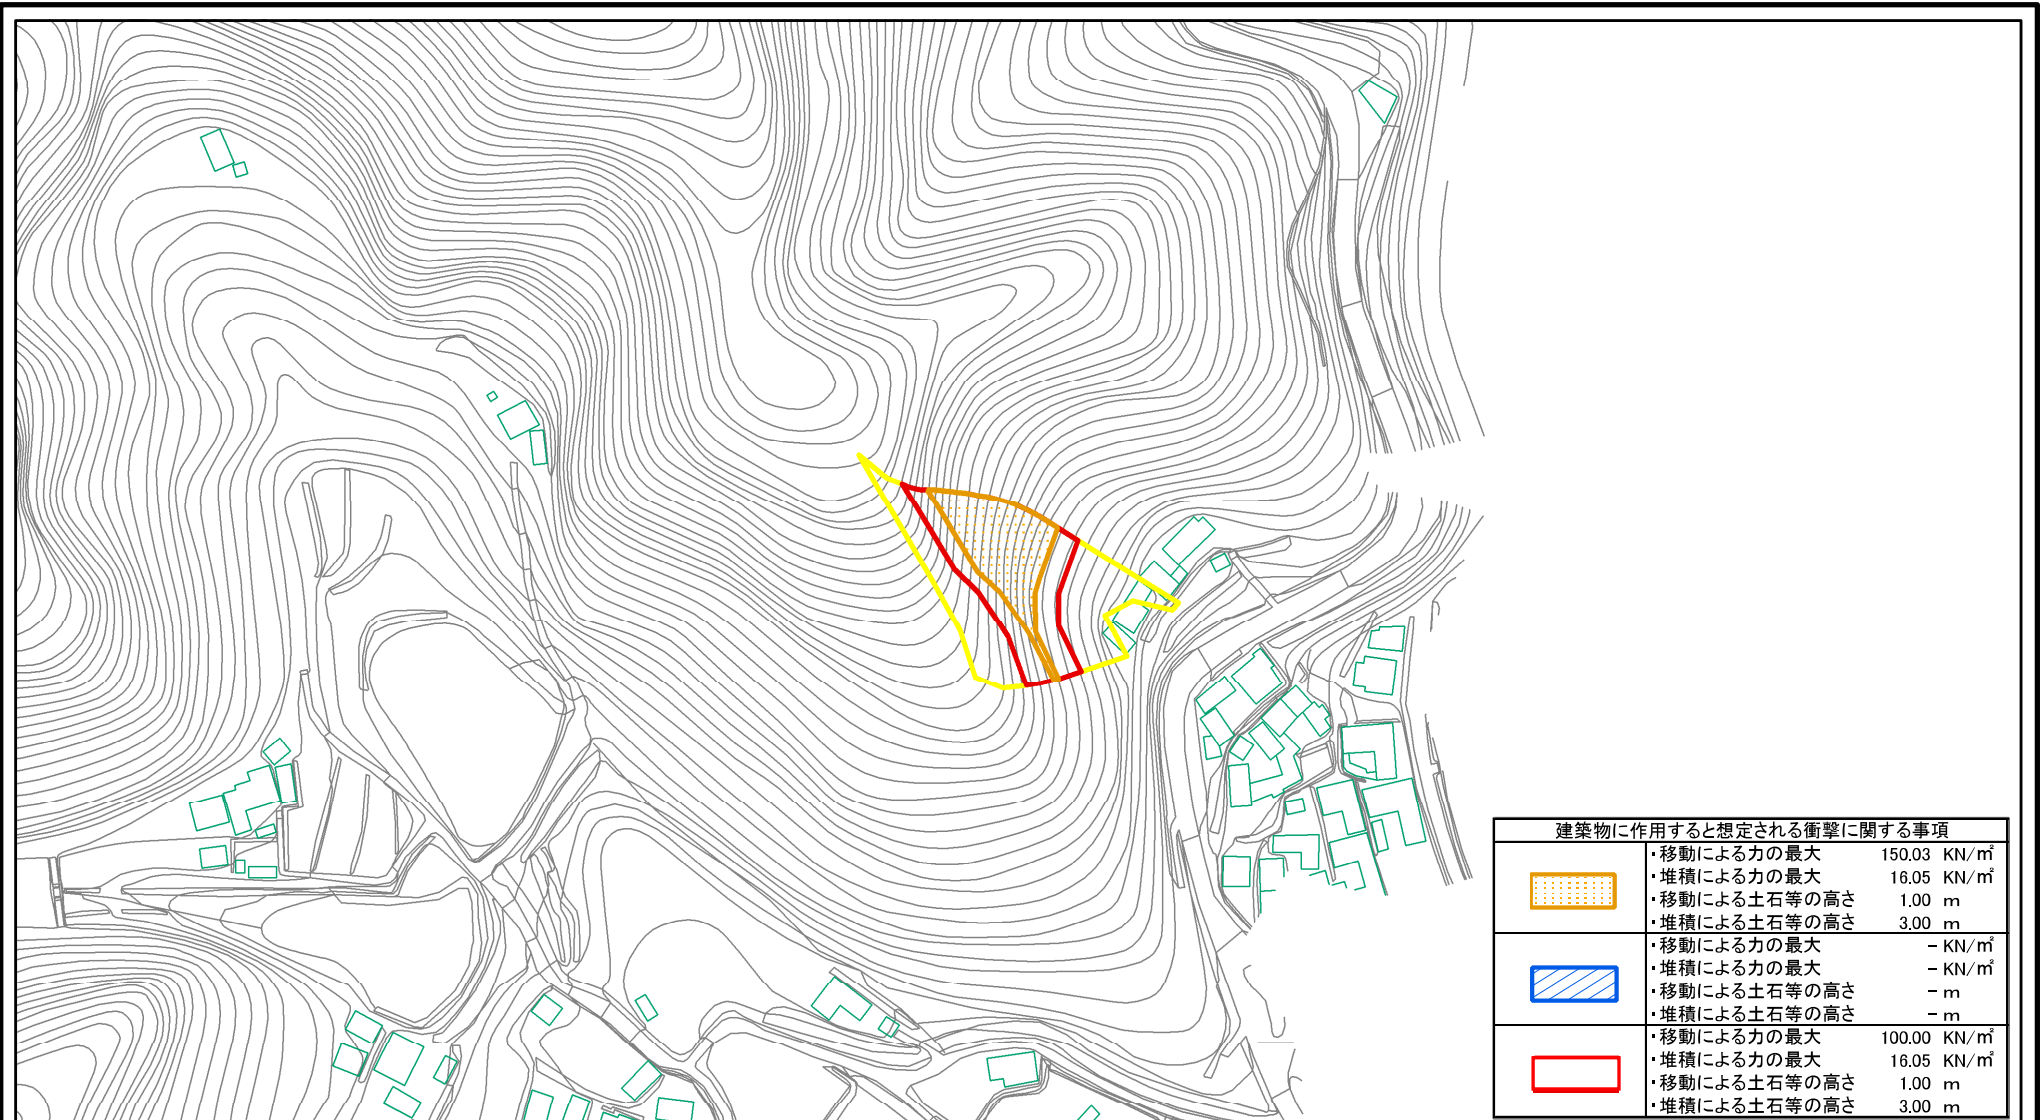 建築物に作用すると想定される衝撃に関する事項
・移動による力の最大 150.03 KN/㎡
・堆積による力の最大 16.05 KN/㎡
・移動による土石等の高さ 1.00 m
・堆積による土石等の高さ 3.00 m
・移動による力の最大 - KN/㎡
・堆積による力の最大 - KN/㎡
・移動による土石等の高さ - m
・堆積による土石等の高さ - m
・移動による力の最大 100.00 KN/㎡
・堆積による力の最大 16.05 KN/㎡
・移動による土石等の高さ 1.00 m
・堆積による土石等の高さ 3.00 m